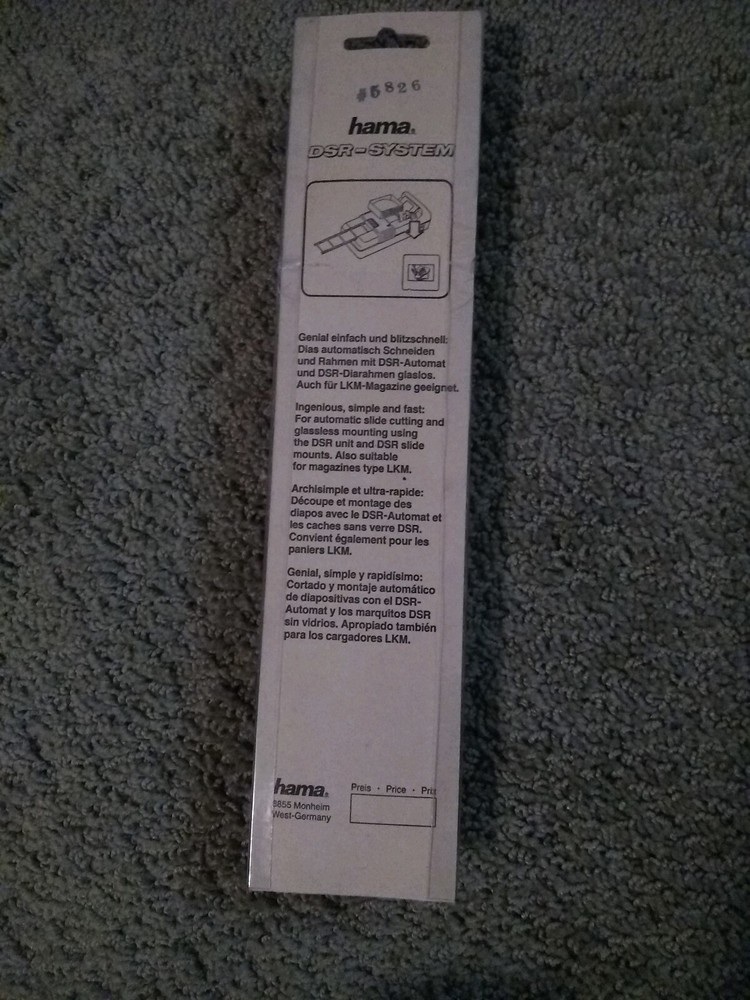 #5826
hama®
DSR-SYSTEM
Genial einfach und blitzschnell:
Dias automatisch Schneiden
und Rahmen mit DSR-Automat
und DSR-Diarahmen glaslos.
Auch für LKM-Magazine geeignet.
Ingenious, simple and fast:
For automatic slide cutting and
glassless mounting using
the DSR unit and DSR slide
mounts. Also suitable
for magazines type LKM.
Archisimple et ultra-rapide:
Découpe et montage des
diapos avec le DSR-Automat et
les caches sans verre DSR.
Convient également pour les
paniers LKM.
Genial, simple y rapidísimo:
Cortado y montaje automático
de diapositivas con el DSR-
Automat y los marquitos DSR
sin vidrios. Apropiado también
para los cargadores LKM.
hama®
8855 Monheim
West-Germany
Preis · Price · Prix